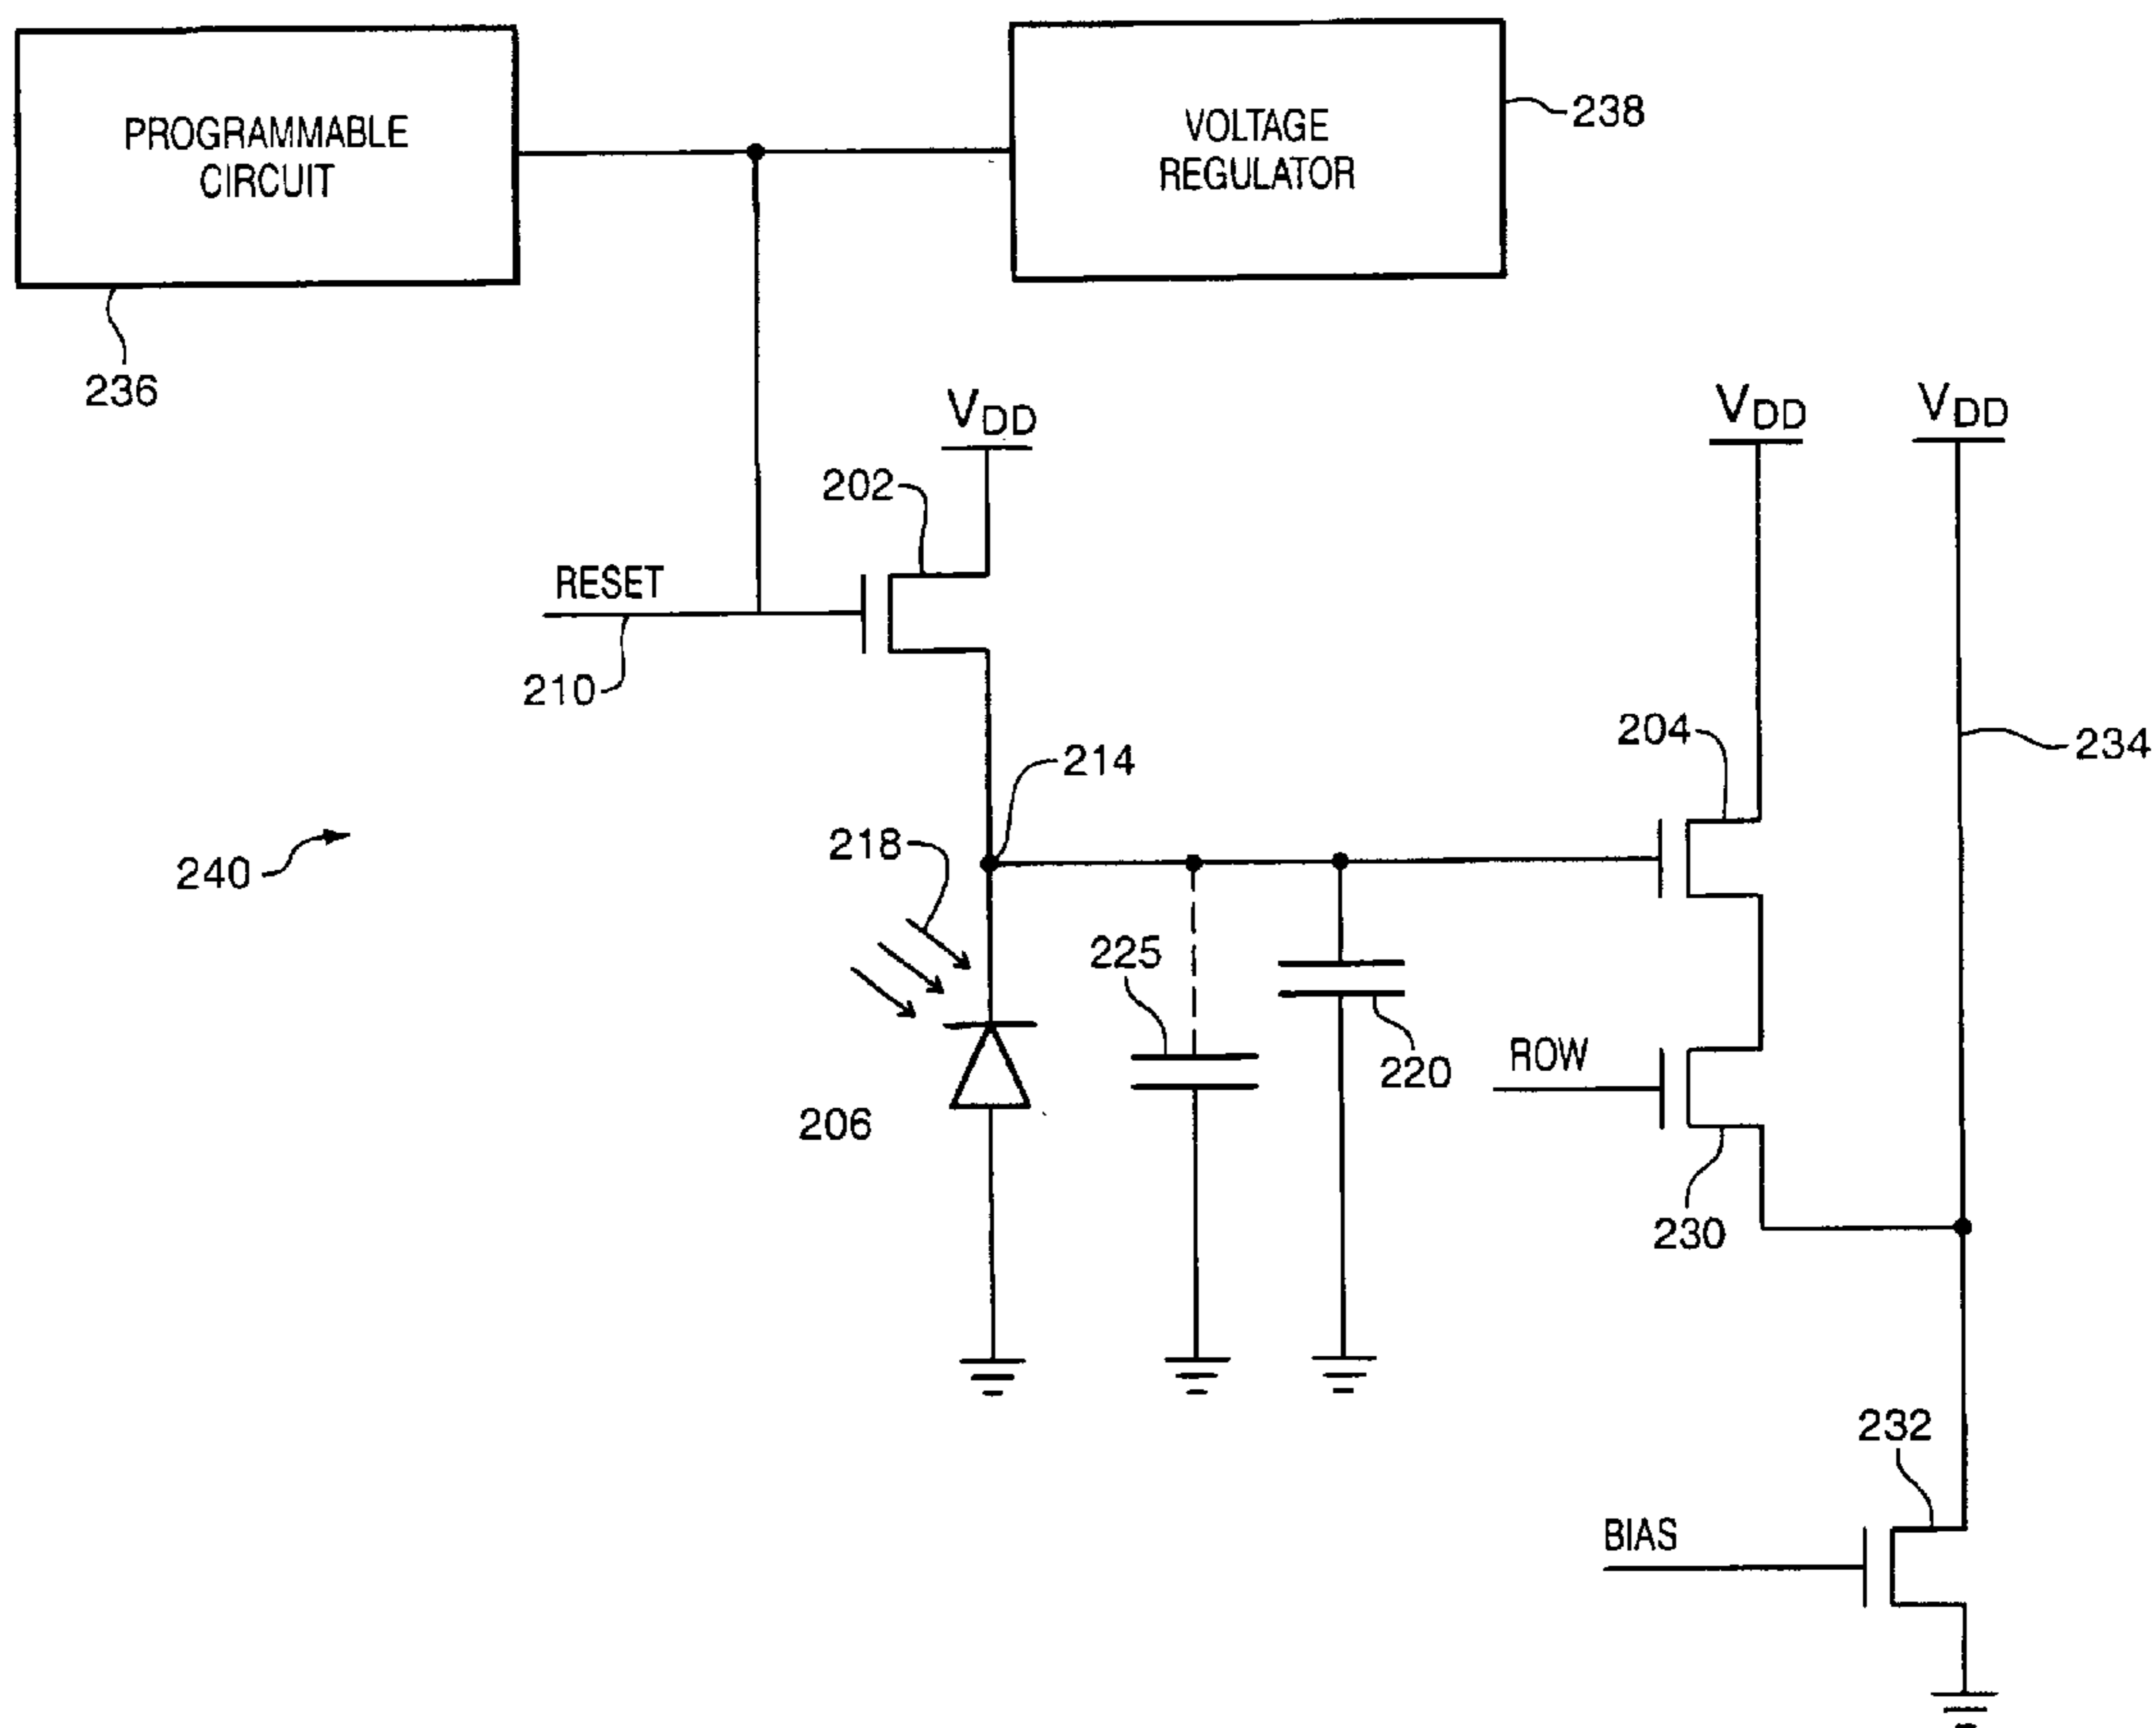 PROGRAMMABLE
CIRCUIT
VOLTAGE
REGULATOR
238
236
VDD
VDD
VDD
202
RESET
210
204
234
214
218
240
225
220
ROW
206
230
232
BIAS